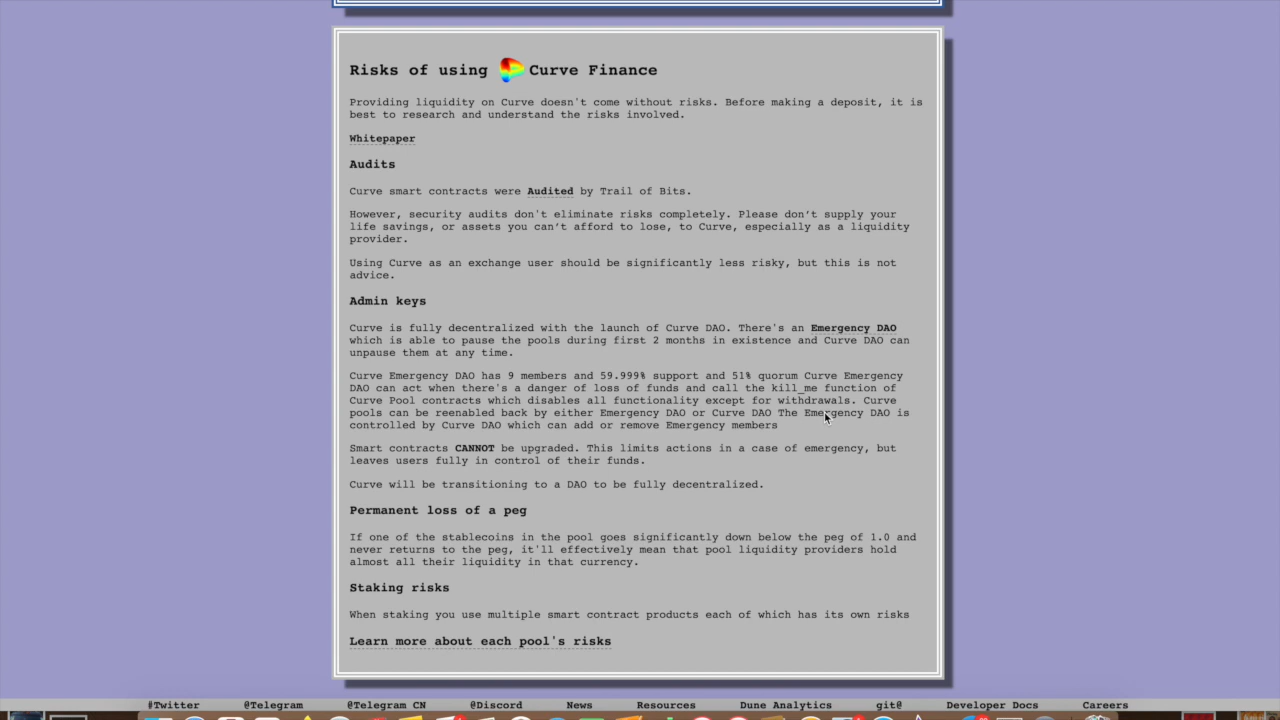 Risks of using Curve Finance
Providing liquidity on Curve doesn't come without risks. Before making a deposit, it is
best to research and understand the risks involved.
Whitepaper
Audits
Curve smart contracts were Audited by Trail of Bits.
However, security audits don't eliminate risks completely. Please don’t supply your
life savings, or assets you can’t afford to lose, to Curve, especially as a liquidity
provider.
Using Curve as an exchange user should be significantly less risky, but this is not
advice.
Admin keys
Curve is fully decentralized with the launch of Curve DAO. There's an Emergency DAO
which is able to pause the pools during first 2 months in existence and Curve DAO can
unpause them at any time.
Curve Emergency DAO has 9 members and 59.999% support and 51% quorum Curve Emergency
DAO can act when there's a danger of loss of funds and call the kill_me function of
Curve Pool contracts which disables all functionality except for withdrawals. Curve
pools can be reenabled back by either Emergency DAO or Curve DAO The Emergency DAO is
controlled by Curve DAO which can add or remove Emergency members
Smart contracts CANNOT be upgraded. This limits actions in a case of emergency, but
leaves users fully in control of their funds.
Curve will be transitioning to a DAO to be fully decentralized.
Permanent loss of a peg
If one of the stablecoins in the pool goes significantly down below the peg of 1.0 and
never returns to the peg, it'll effectively mean that pool liquidity providers hold
almost all their liquidity in that currency.
Staking risks
When staking you use multiple smart contract products each of which has its own risks
Learn more about each pool's risks
#Twitter @Telegram @Telegram CN @Discord News Resources Dune Analytics git@ Developer Docs Careers